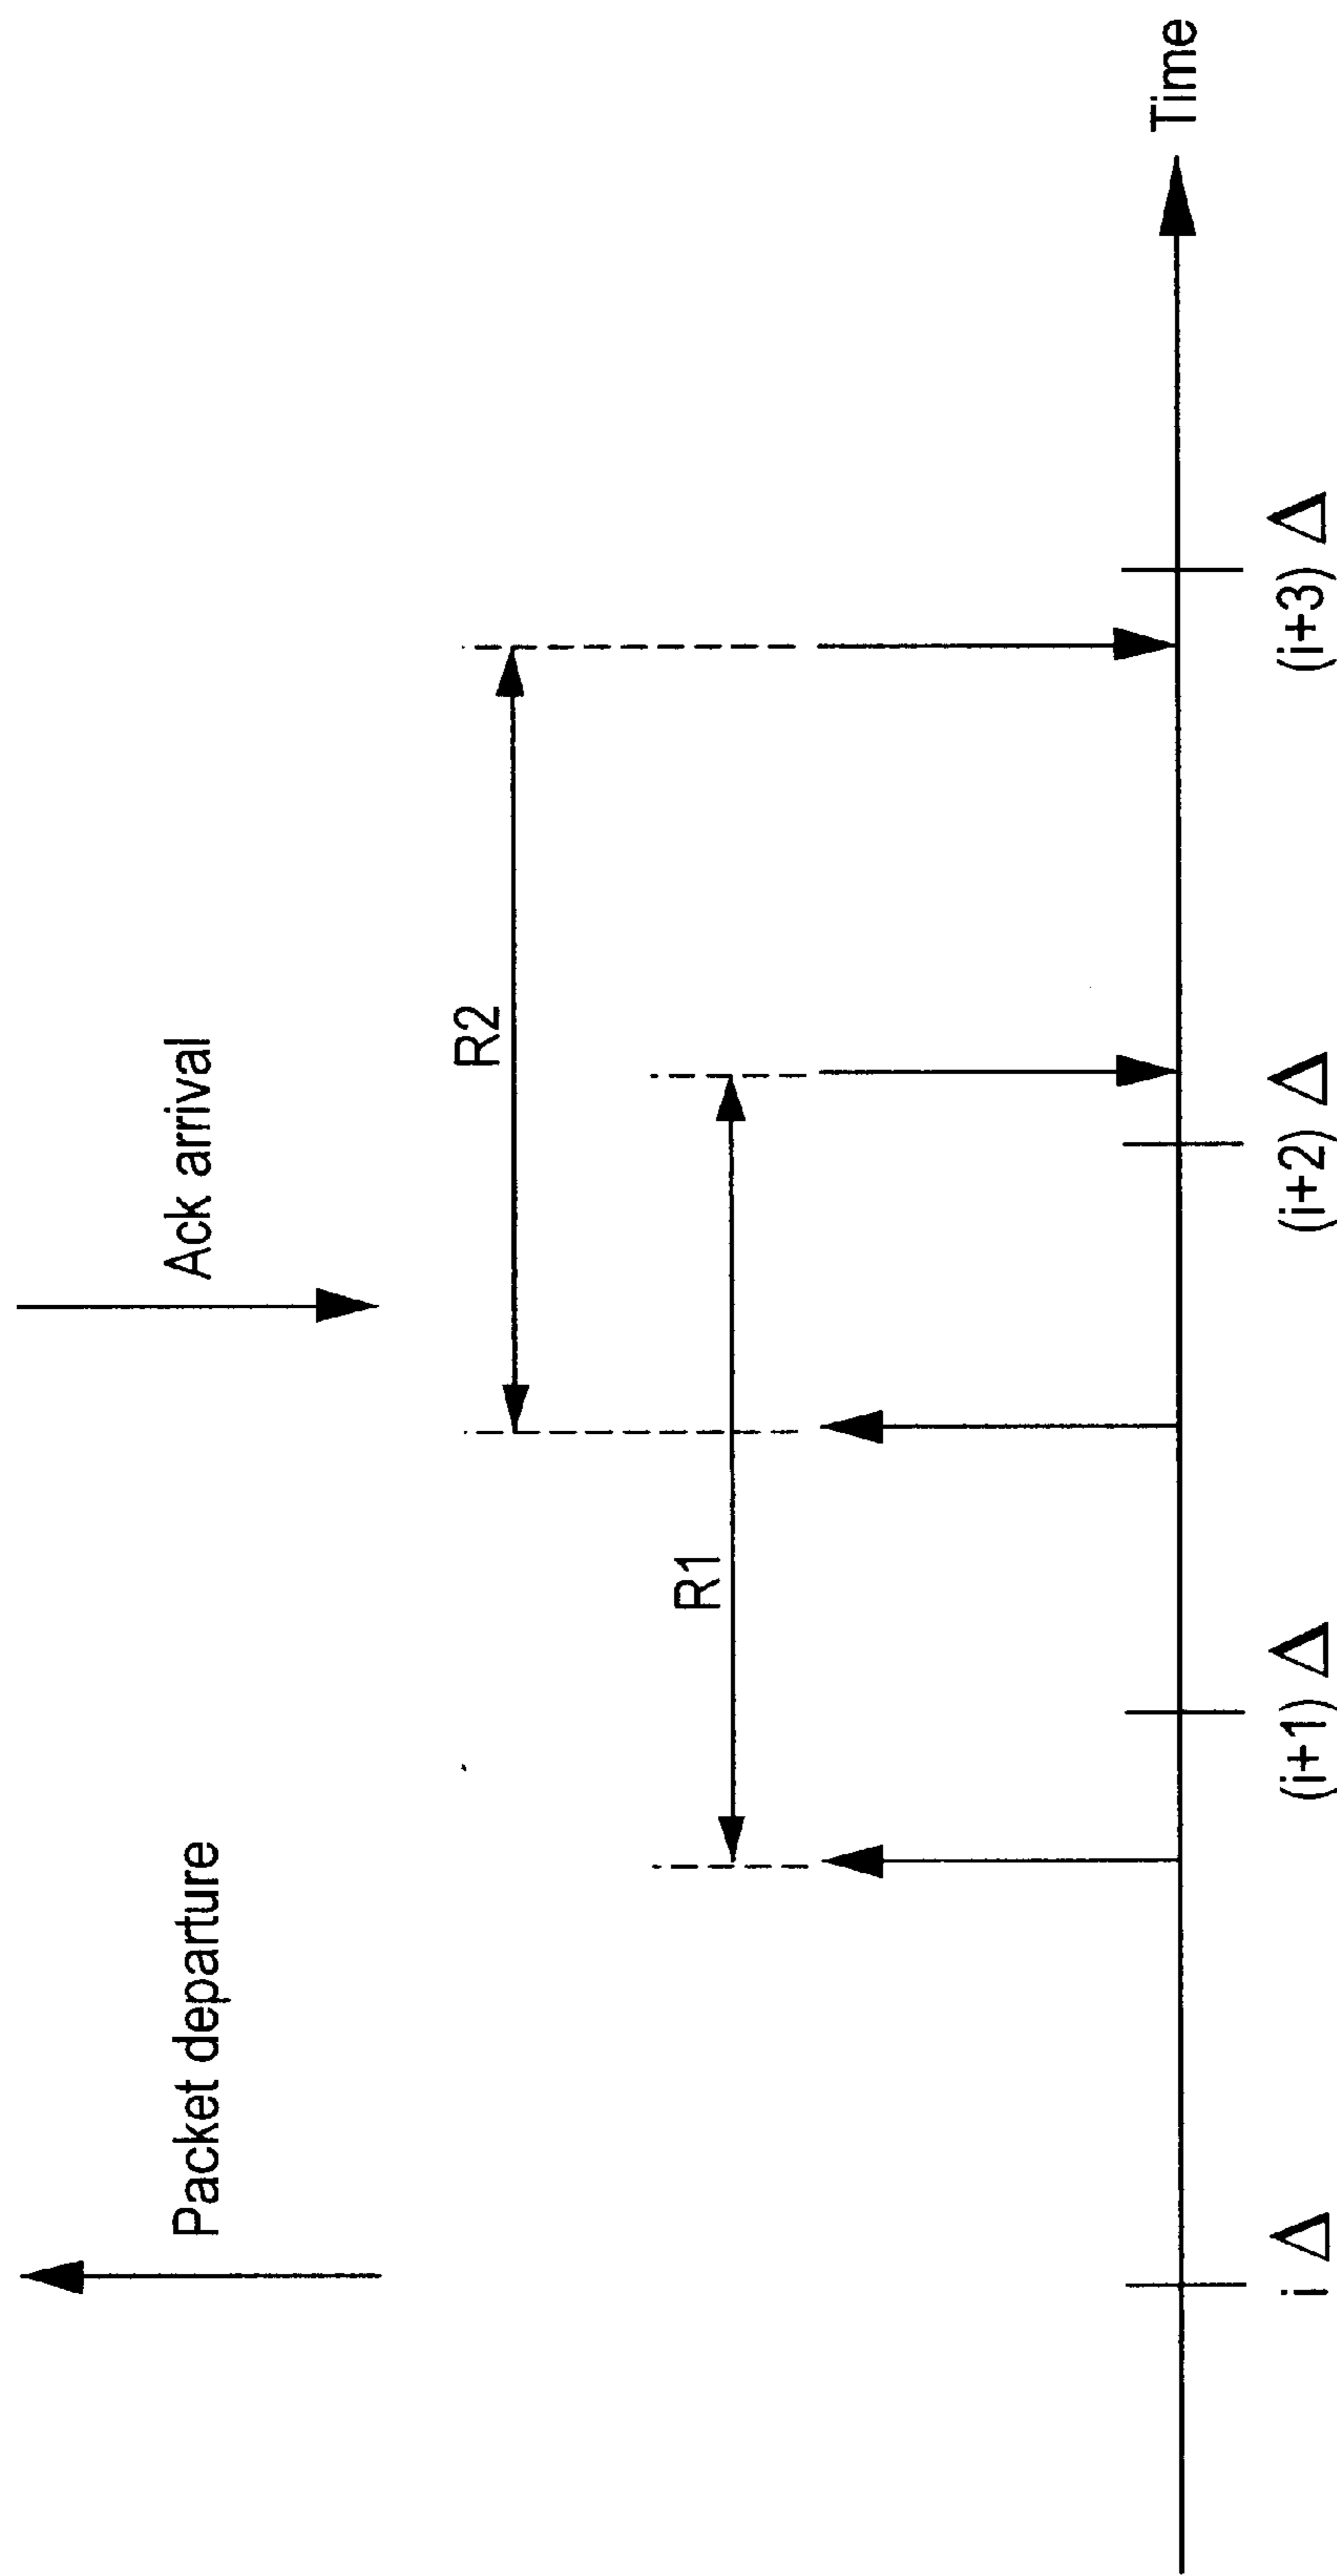 Packet departure
Ack arrival
R2
R1
Time
i Δ
(i+1) Δ
(i+2) Δ
(i+3) Δ